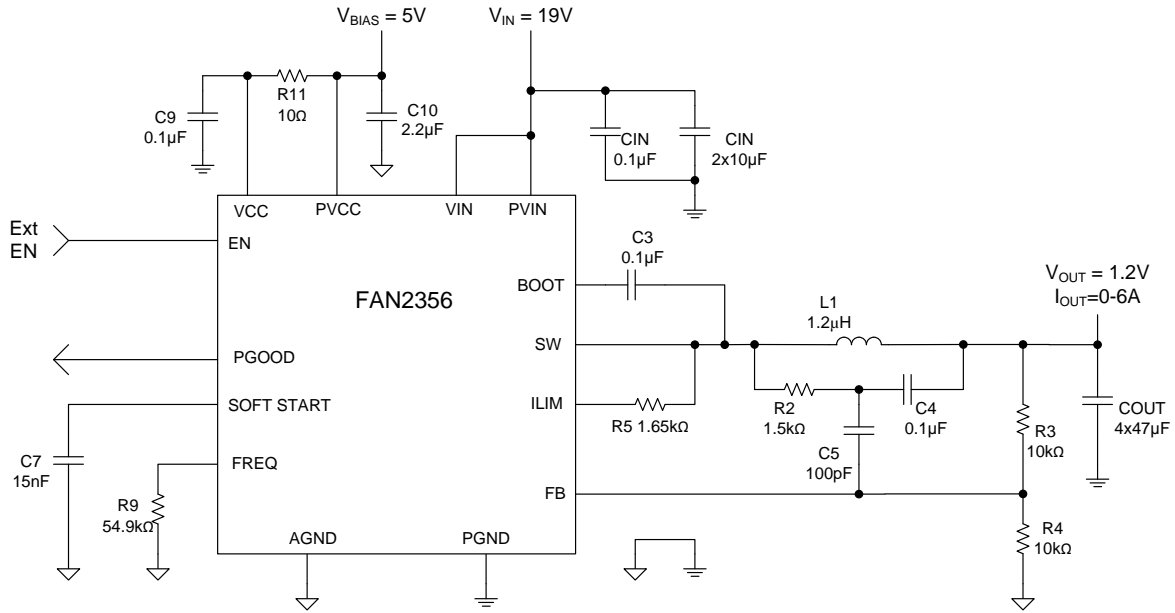 V_BIAS = 5V
V_IN = 19V
C9
0.1µF
R11
10Ω
C10
2.2µF
CIN
0.1µF
CIN
2x10µF
VCC
PVCC
VIN
PVIN
Ext
EN
EN
FAN2356
BOOT
C3
0.1µF
V_OUT = 1.2V
I_OUT=0-6A
L1
1.2µH
PGOOD
SW
SOFT START
ILIM
R5 1.65kΩ
R2
1.5kΩ
C4
0.1µF
R3
10kΩ
COUT
4x47µF
C7
15nF
FREQ
C5
100pF
R9
54.9kΩ
FB
R4
10kΩ
AGND
PGND